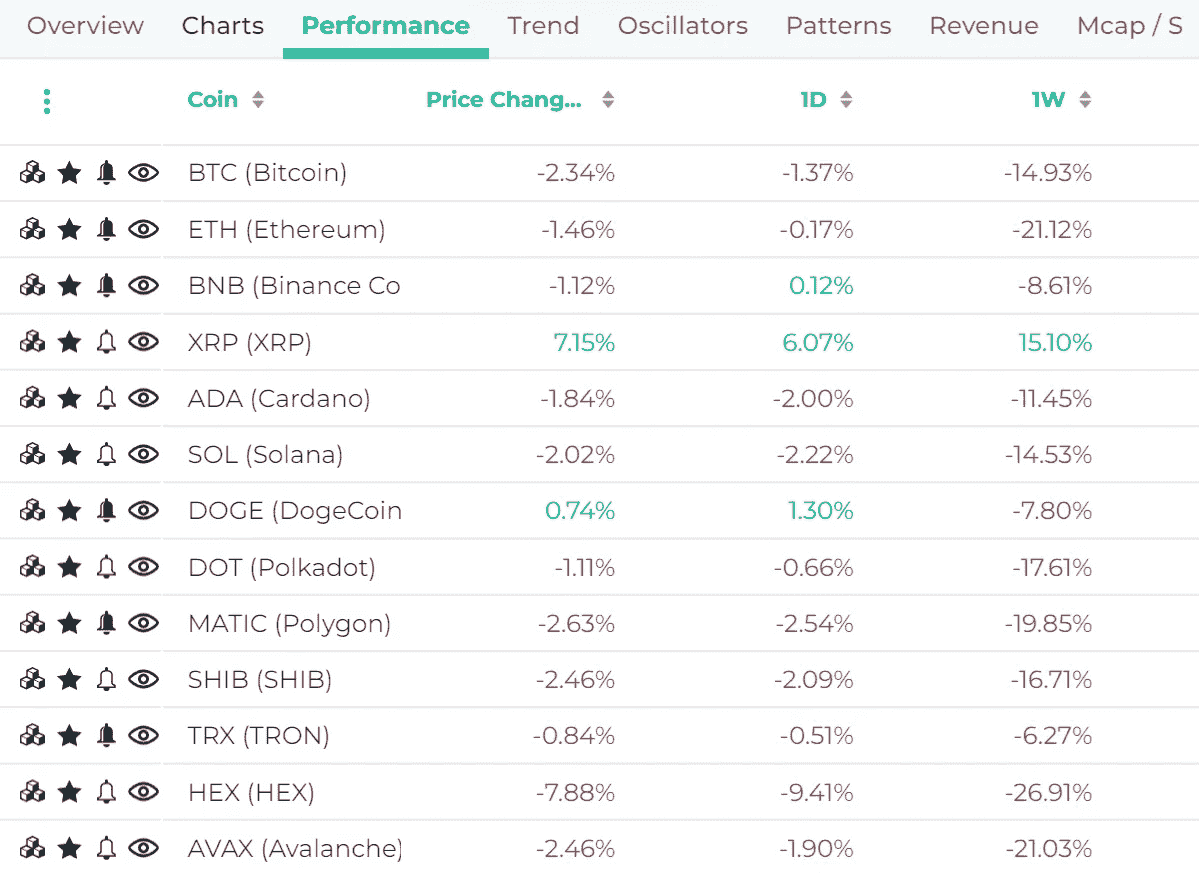 Overview Charts Performance Trend Oscillators Patterns Revenue Mcap / S
Coin Price Chang... 1D 1W
BTC (Bitcoin) -2.34% -1.37% -14.93%
ETH (Ethereum) -1.46% -0.17% -21.12%
BNB (Binance Co -1.12% 0.12% -8.61%
XRP (XRP) 7.15% 6.07% 15.10%
ADA (Cardano) -1.84% -2.00% -11.45%
SOL (Solana) -2.02% -2.22% -14.53%
DOGE (DogeCoin 0.74% 1.30% -7.80%
DOT (Polkadot) -1.11% -0.66% -17.61%
MATIC (Polygon) -2.63% -2.54% -19.85%
SHIB (SHIB) -2.46% -2.09% -16.71%
TRX (TRON) -0.84% -0.51% -6.27%
HEX (HEX) -7.88% -9.41% -26.91%
AVAX (Avalanche) -2.46% -1.90% -21.03%